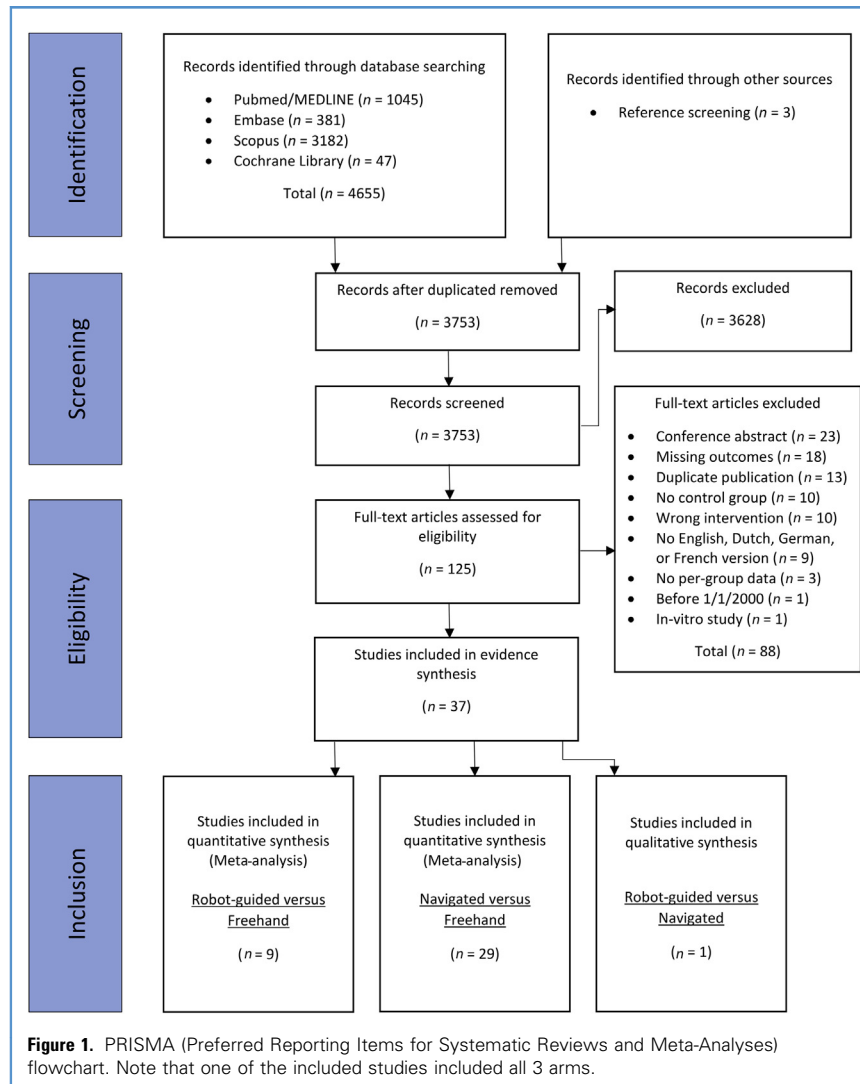 Identification
Records identified through database searching
• Pubmed/MEDLINE (n = 1045)
• Embase (n = 381)
• Scopus (n = 3182)
• Cochrane Library (n = 47)
Total (n = 4655)
Records identified through other sources
• Reference screening (n = 3)
Screening
Records after duplicated removed
(n = 3753)
Records excluded
(n = 3628)
Records screened
(n = 3753)
Full-text articles excluded
• Conference abstract (n = 23)
• Missing outcomes (n = 18)
• Duplicate publication (n = 13)
• No control group (n = 10)
• Wrong intervention (n = 10)
• No English, Dutch, German,
or French version (n = 9)
• No per-group data (n = 3)
• Before 1/1/2000 (n = 1)
• In-vitro study (n = 1)
Total (n = 88)
Eligibility
Full-text articles assessed for
eligibility
(n = 125)
Studies included in evidence
synthesis
(n = 37)
Inclusion
Studies included in
quantitative synthesis
(Meta-analysis)
Robot-guided versus
Freehand
(n = 9)
Studies included in
quantitative synthesis
(Meta-analysis)
Navigated versus
Freehand
(n = 29)
Studies included in
qualitative synthesis
Robot-guided versus
Navigated
(n = 1)
Figure 1. PRISMA (Preferred Reporting Items for Systematic Reviews and Meta-Analyses)
flowchart. Note that one of the included studies included all 3 arms.